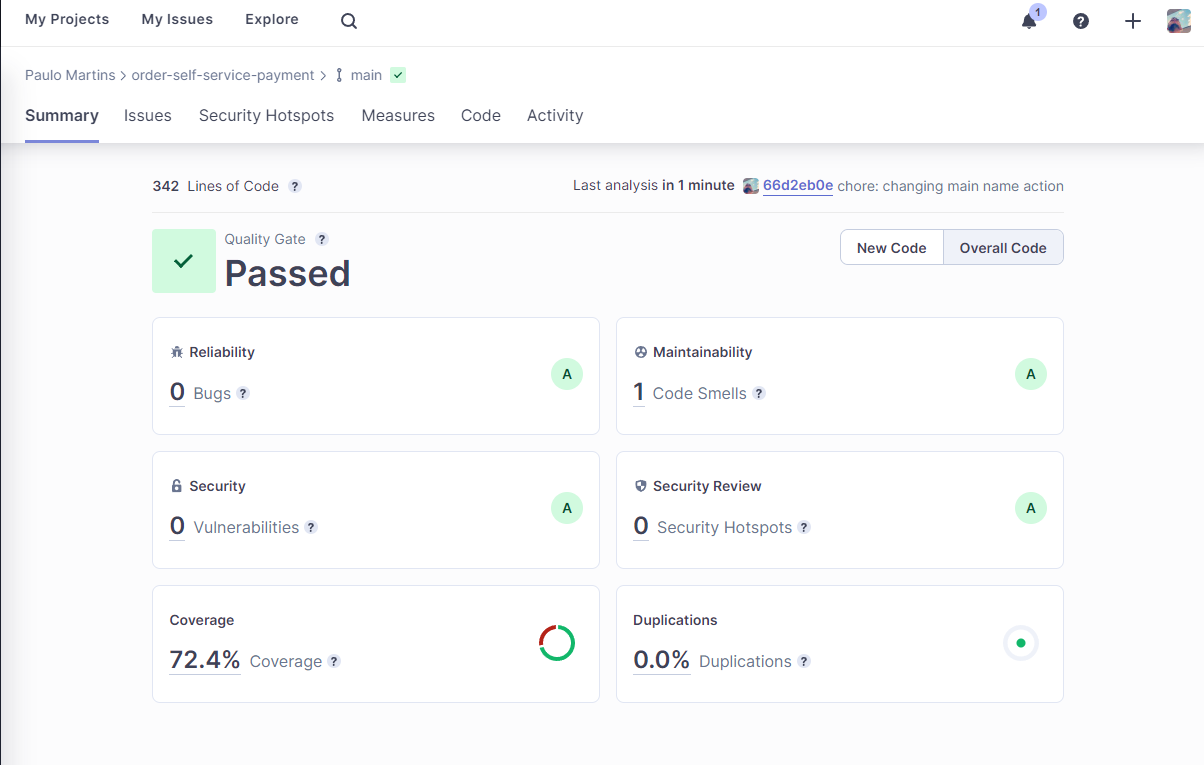 My Projects My Issues Explore 1 ?
Paulo Martins > order-self-service-payment > main
Summary Issues Security Hotspots Measures Code Activity
342 Lines of Code ? Last analysis in 1 minute 66d2eb0e chore: changing main name action
Quality Gate ?
Passed
New Code Overall Code
Reliability
0 Bugs ?
A
Maintainability
1 Code Smells ?
A
Security
0 Vulnerabilities ?
A
Security Review
0 Security Hotspots ?
A
Coverage
72.4% Coverage ?
Duplications
0.0% Duplications ?